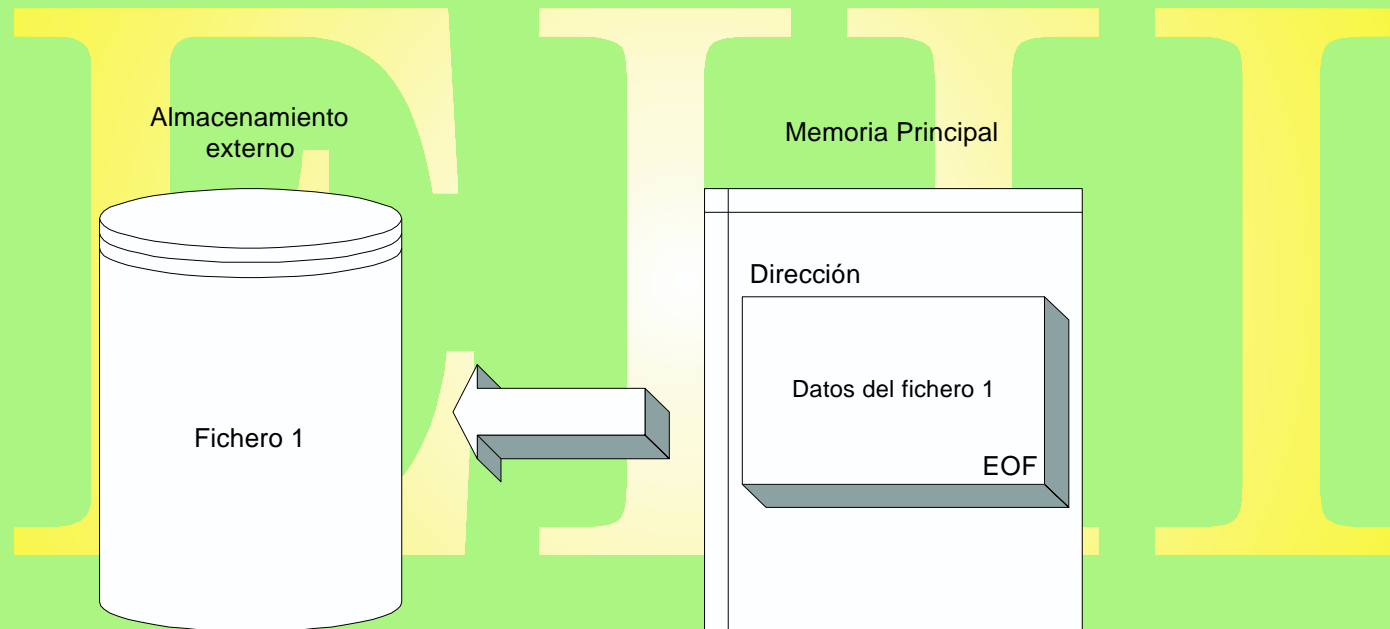 Almacenamiento
externo
Memoria Principal
Dirección
Datos del fichero 1
Fichero 1
EOF